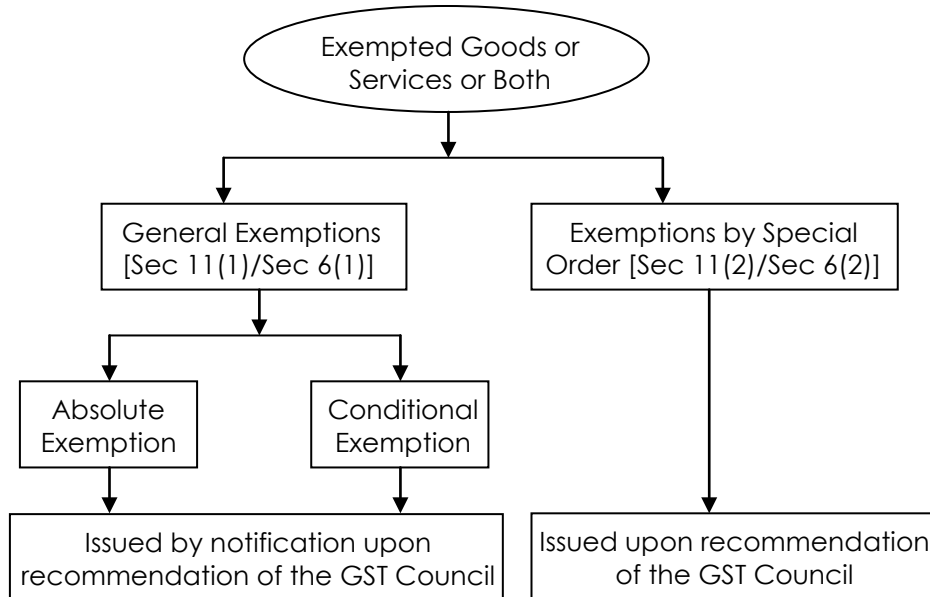 Exempted Goods or
Services or Both
General Exemptions
[Sec 11(1)/Sec 6(1)]
Exemptions by Special
Order [Sec 11(2)/Sec 6(2)]
Absolute
Exemption
Conditional
Exemption
Issued by notification upon
recommendation of the GST Council
Issued upon recommendation
of the GST Council